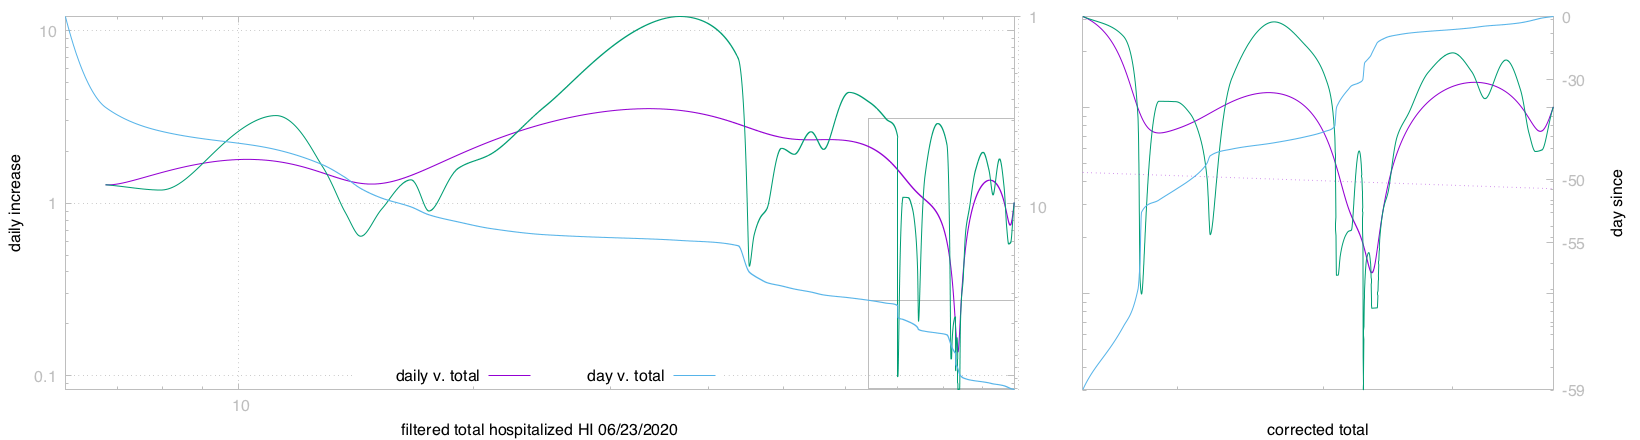 10
1
0.1
daily increase
10
daily v. total
day v. total
filtered total hospitalized HI 06/23/2020
1
10
corrected total
0
-30
-50
-55
-59
day since